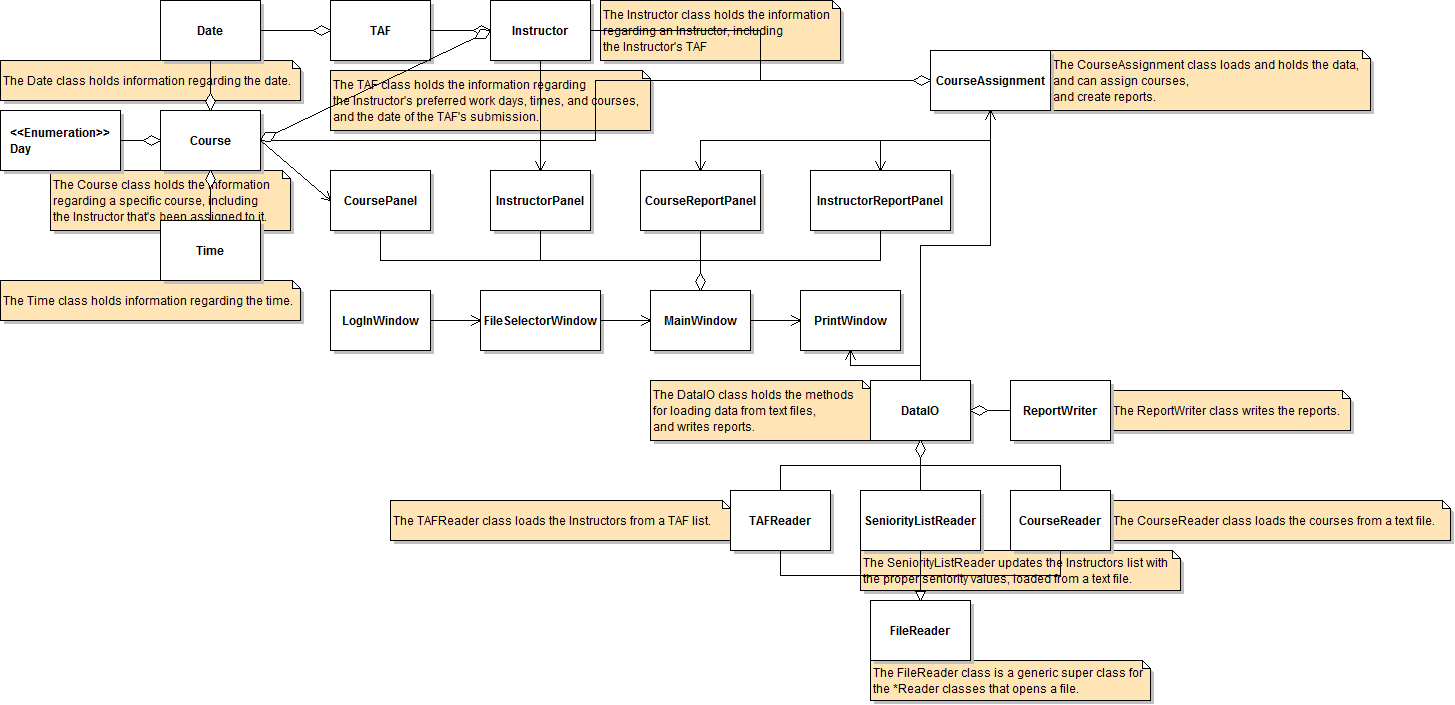 Date
TAF
Instructor
The Instructor class holds the information
regarding an Instructor, including
the Instructor's TAF
The Date class holds information regarding the date.
The TAF class holds the information regarding
the Instructor's preferred work days, times, and courses,
and the date of the TAF's submission.
CourseAssignment
The CourseAssignment class loads and holds the data,
and can assign courses,
and create reports.
<<Enumeration>>
Day
Course
The Course class holds the information
regarding a specific course, including
the Instructor that's been assigned to it.
CoursePanel
InstructorPanel
CourseReportPanel
InstructorReportPanel
Time
The Time class holds information regarding the time.
LogInWindow
FileSelectorWindow
MainWindow
PrintWindow
The DataIO class holds the methods
for loading data from text files,
and writes reports.
DataIO
ReportWriter
The ReportWriter class writes the reports.
The TAFReader class loads the Instructors from a TAF list.
TAFReader
SeniorityListReader
CourseReader
The CourseReader class loads the courses from a text file.
The SeniorityListReader updates the Instructors list with
the proper seniority values, loaded from a text file.
FileReader
The FileReader class is a generic super class for
the *Reader classes that opens a file.